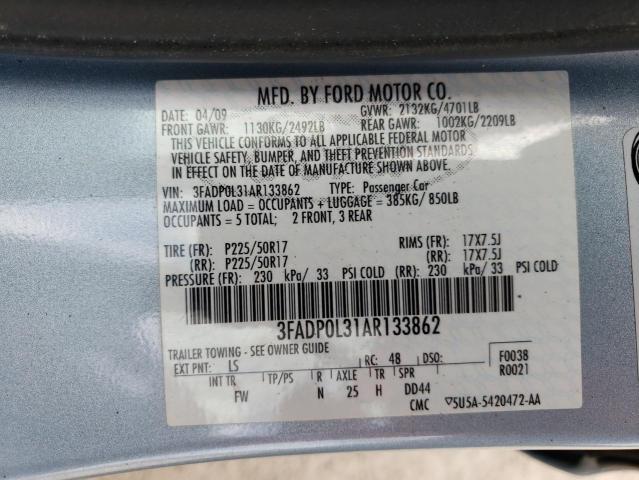 MFD. BY FORD MOTOR CO.
DATE: 04/09 GVWR: 2132KG/4701LB
FRONT GAWR: 1130KG/2492LB REAR GAWR: 1002KG/2209LB
THIS VEHICLE CONFORMS TO ALL APPLICABLE FEDERAL MOTOR
VEHICLE SAFETY, BUMPER, AND THEFT PREVENTION STANDARDS
IN EFFECT ON THE DATE OF MANUFACTURE SHOWN ABOVE.
VIN: 3FADP0L31AR133862 TYPE: Passenger Car
MAXIMUM LOAD = OCCUPANTS + LUGGAGE = 385KG/ 850LB
OCCUPANTS = 5 TOTAL; 2 FRONT, 3 REAR
TIRE (FR): P225/50R17 RIMS (FR): 17X7.5J
(RR): P225/50R17 (RR): 17X7.5J
PRESSURE (FR): 230 kPa/ 33 PSI COLD (RR): 230 kPa/ 33 PSI COLD
3FADP0L31AR133862
TRAILER TOWING - SEE OWNER GUIDE
EXT PNT: LS RC: 48 DSO: F0038
INT TR TP/PS R AXLE TR SPR R0021
FW N 25 H DD44
CMC ▽5U5A-5420472-AA